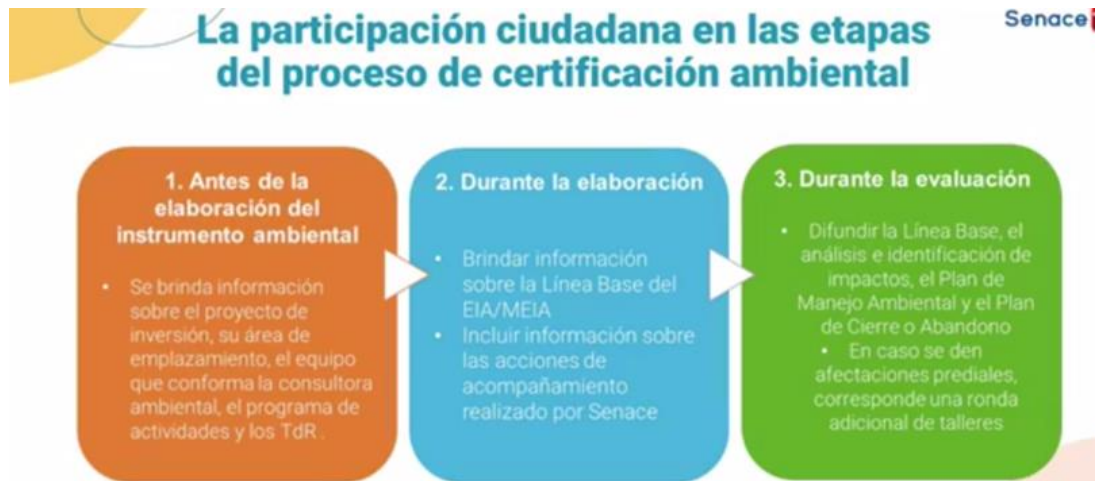 La participación ciudadana en las etapas
del proceso de certificación ambiental
Senace
1. Antes de la
elaboración del
instrumento ambiental
• Se brinda información
sobre el proyecto de
inversión, su área de
emplazamiento, el equipo
que conforma la consultora
ambiental, el programa de
actividades y los TdR .
2. Durante la elaboración
• Brindar información
sobre la Línea Base del
EIA/MEIA
• Incluir información sobre
las acciones de
acompañamiento
realizado por Senace
3. Durante la evaluación
• Difundir la Línea Base, el
análisis e identificación de
impactos, el Plan de
Manejo Ambiental y el Plan
de Cierre o Abandono
• En caso se den
afectaciones prediales,
corresponde una ronda
adicional de talleres